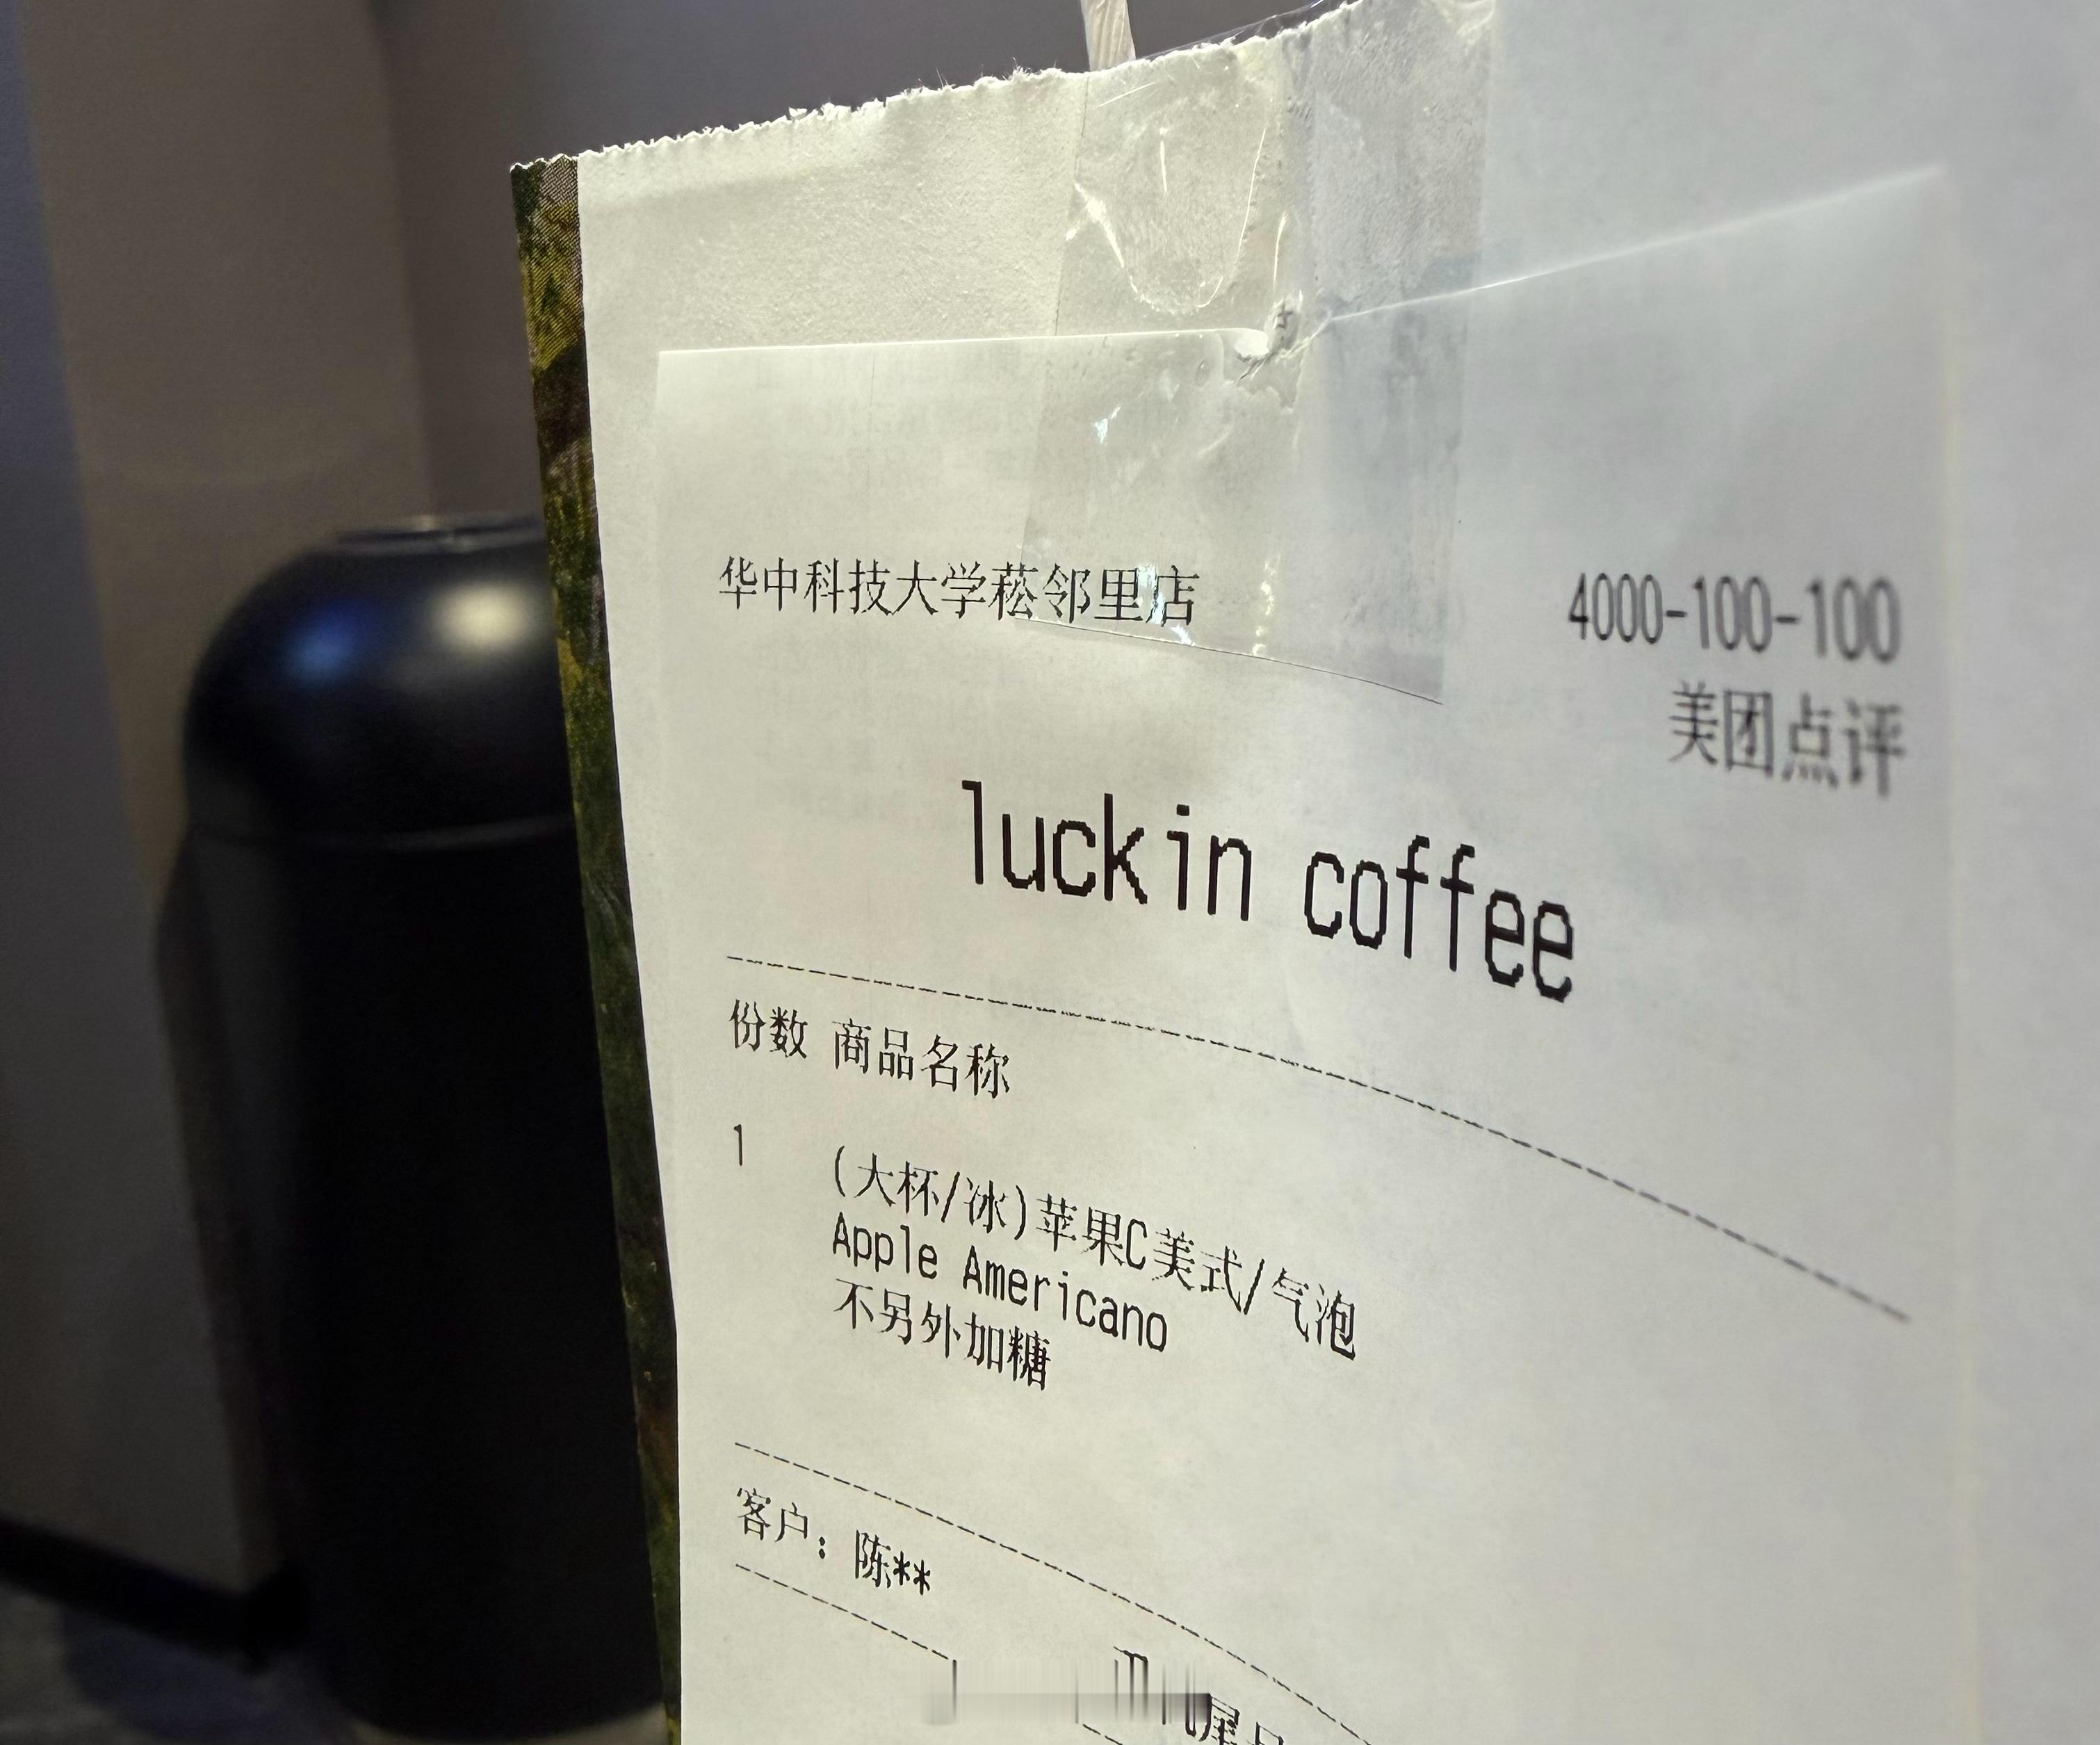 华中科技大学菘邻里店
4000-100-100
美团点评
luckin coffee
份数 商品名称
1 (大杯/冰)苹果C美式/气泡
Apple Americano
不另外加糖
客户：陈**
尾号